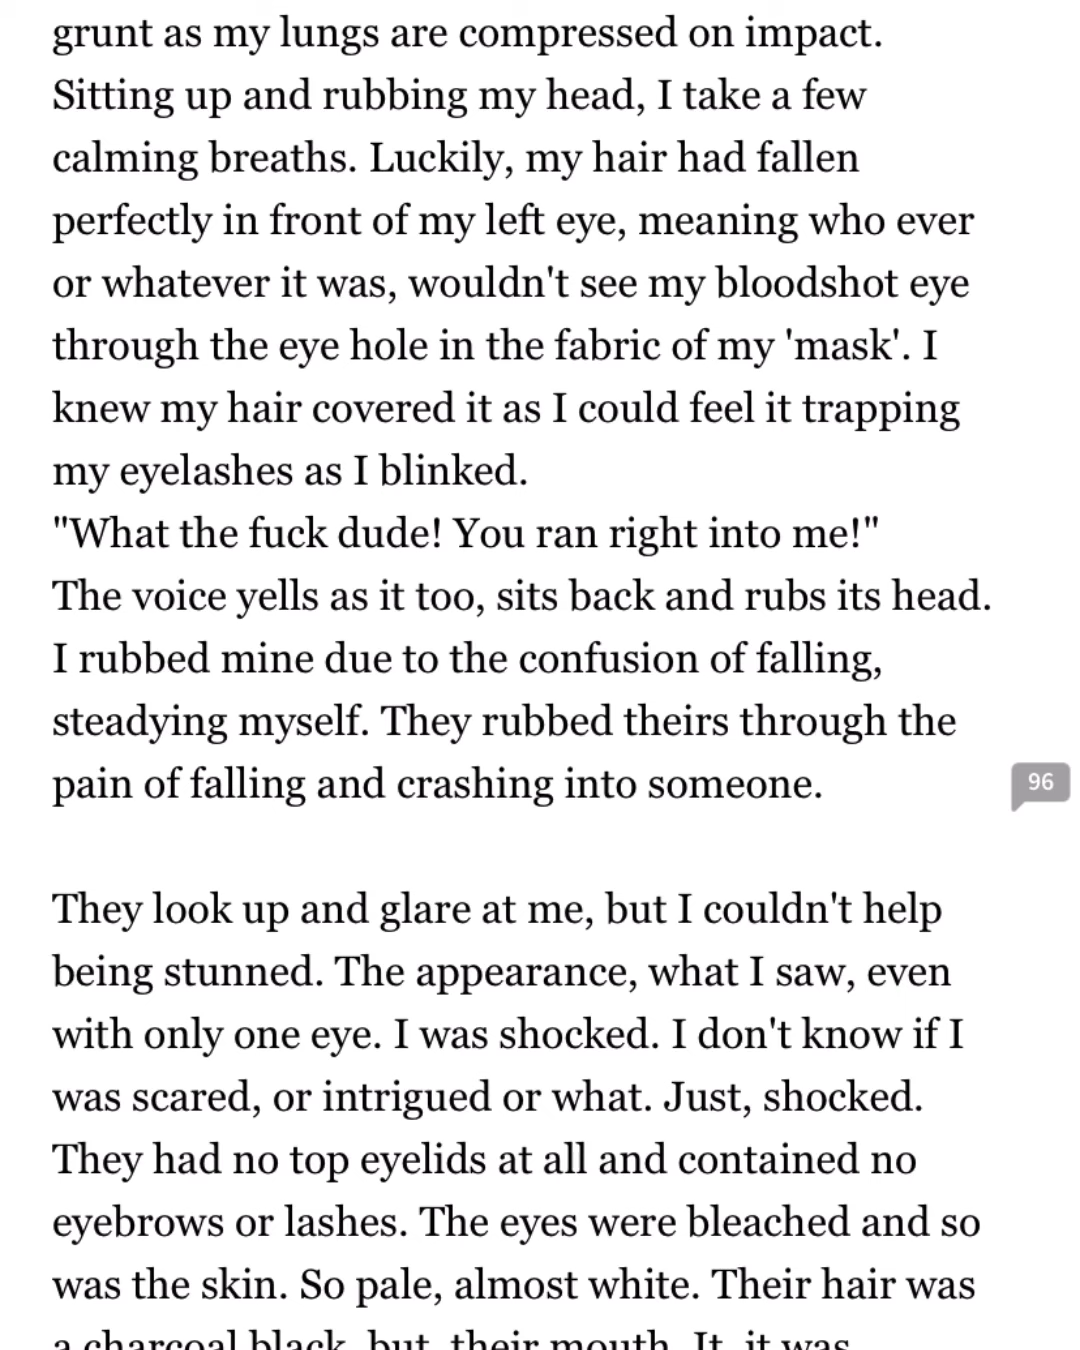 grunt as my lungs are compressed on impact.
Sitting up and rubbing my head, I take a few
calming breaths. Luckily, my hair had fallen
perfectly in front of my left eye, meaning who ever
or whatever it was, wouldn't see my bloodshot eye
through the eye hole in the fabric of my 'mask'. I
knew my hair covered it as I could feel it trapping
my eyelashes as I blinked.
"What the fuck dude! You ran right into me!"
The voice yells as it too, sits back and rubs its head.
I rubbed mine due to the confusion of falling,
steadying myself. They rubbed theirs through the
pain of falling and crashing into someone.
96
They look up and glare at me, but I couldn't help
being stunned. The appearance, what I saw, even
with only one eye. I was shocked. I don't know if I
was scared, or intrigued or what. Just, shocked.
They had no top eyelids at all and contained no
eyebrows or lashes. The eyes were bleached and so
was the skin. So pale, almost white. Their hair was
a charcoal black, but, their mouth. It, it was